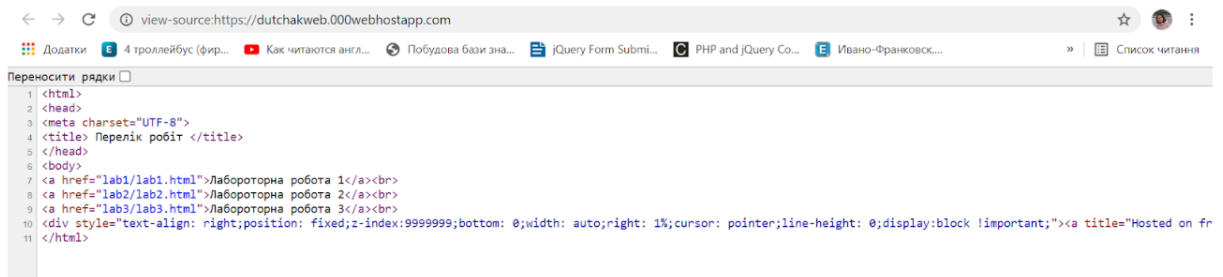 view-source:https://dutchakweb.000webhostapp.com
Додатки 4 троллейбус (фир... Как читаются англ... Побудова бази зна... jQuery Form Submi... PHP and jQuery Co... Ивано-Франковск,... » Список читання
Переносити рядки
1 <html>
2 <head>
3 <meta charset="UTF-8">
4 <title> Перелік робіт </title>
5 </head>
6 <body>
7 <a href="lab1/lab1.html">Лабороторна робота 1</a><br>
8 <a href="lab2/lab2.html">Лабороторна робота 2</a><br>
9 <a href="lab3/lab3.html">Лабороторна робота 3</a><br>
10 <div style="text-align: right;position: fixed;z-index:9999999;bottom: 0;width: auto;right: 1%;cursor: pointer;line-height: 0;display:block !important;"><a title="Hosted on fr
11 </html>